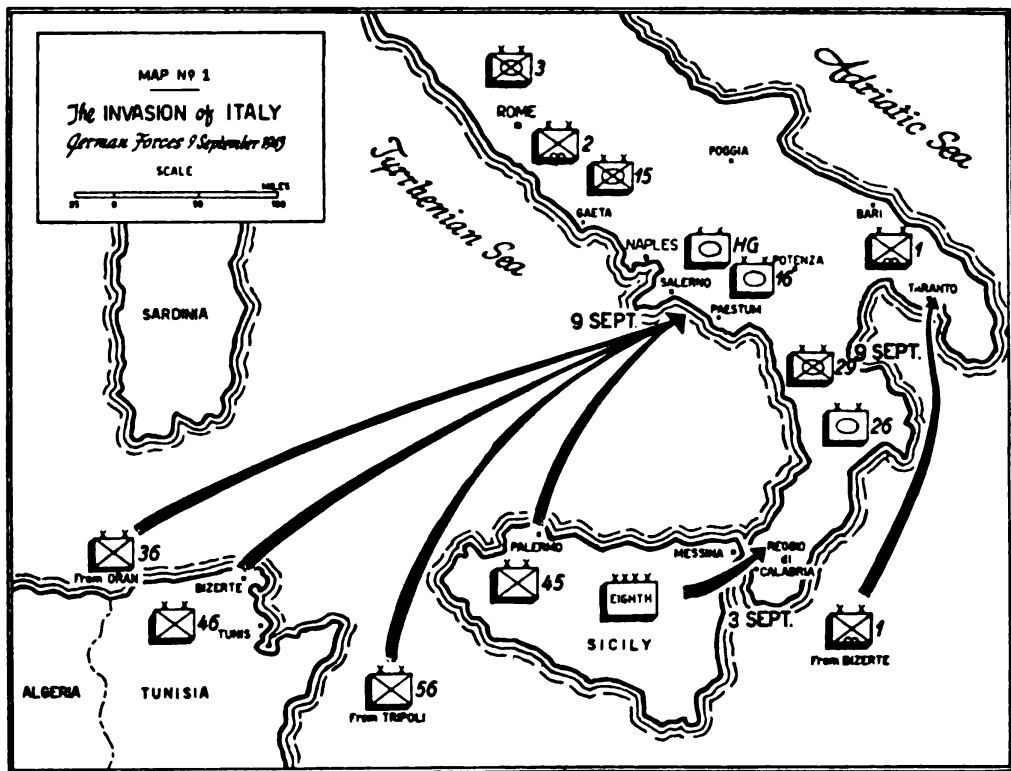 MAP Nº 1
The INVASION of ITALY
German Forces 9 September 1943
SCALE
MILES
25 0 50 100
3
ROME
2
15
GAETA
Tyrrhenian Sea
Adriatic Sea
FOGGIA
BARI
1
NAPLES
HG
POTENZA
16
SALERNO
PAESTUM
TARANTO
SARDINIA
9 SEPT.
9 SEPT.
29
26
36
From ORAN
BIZERTE
46
TUNIS
ALGERIA
TUNISIA
56
From TRIPOLI
PALERMO
45
MESSINA
EIGHTH
SICILY
REGGIO
di
CALABRIA
3 SEPT.
1
From BIZERTE